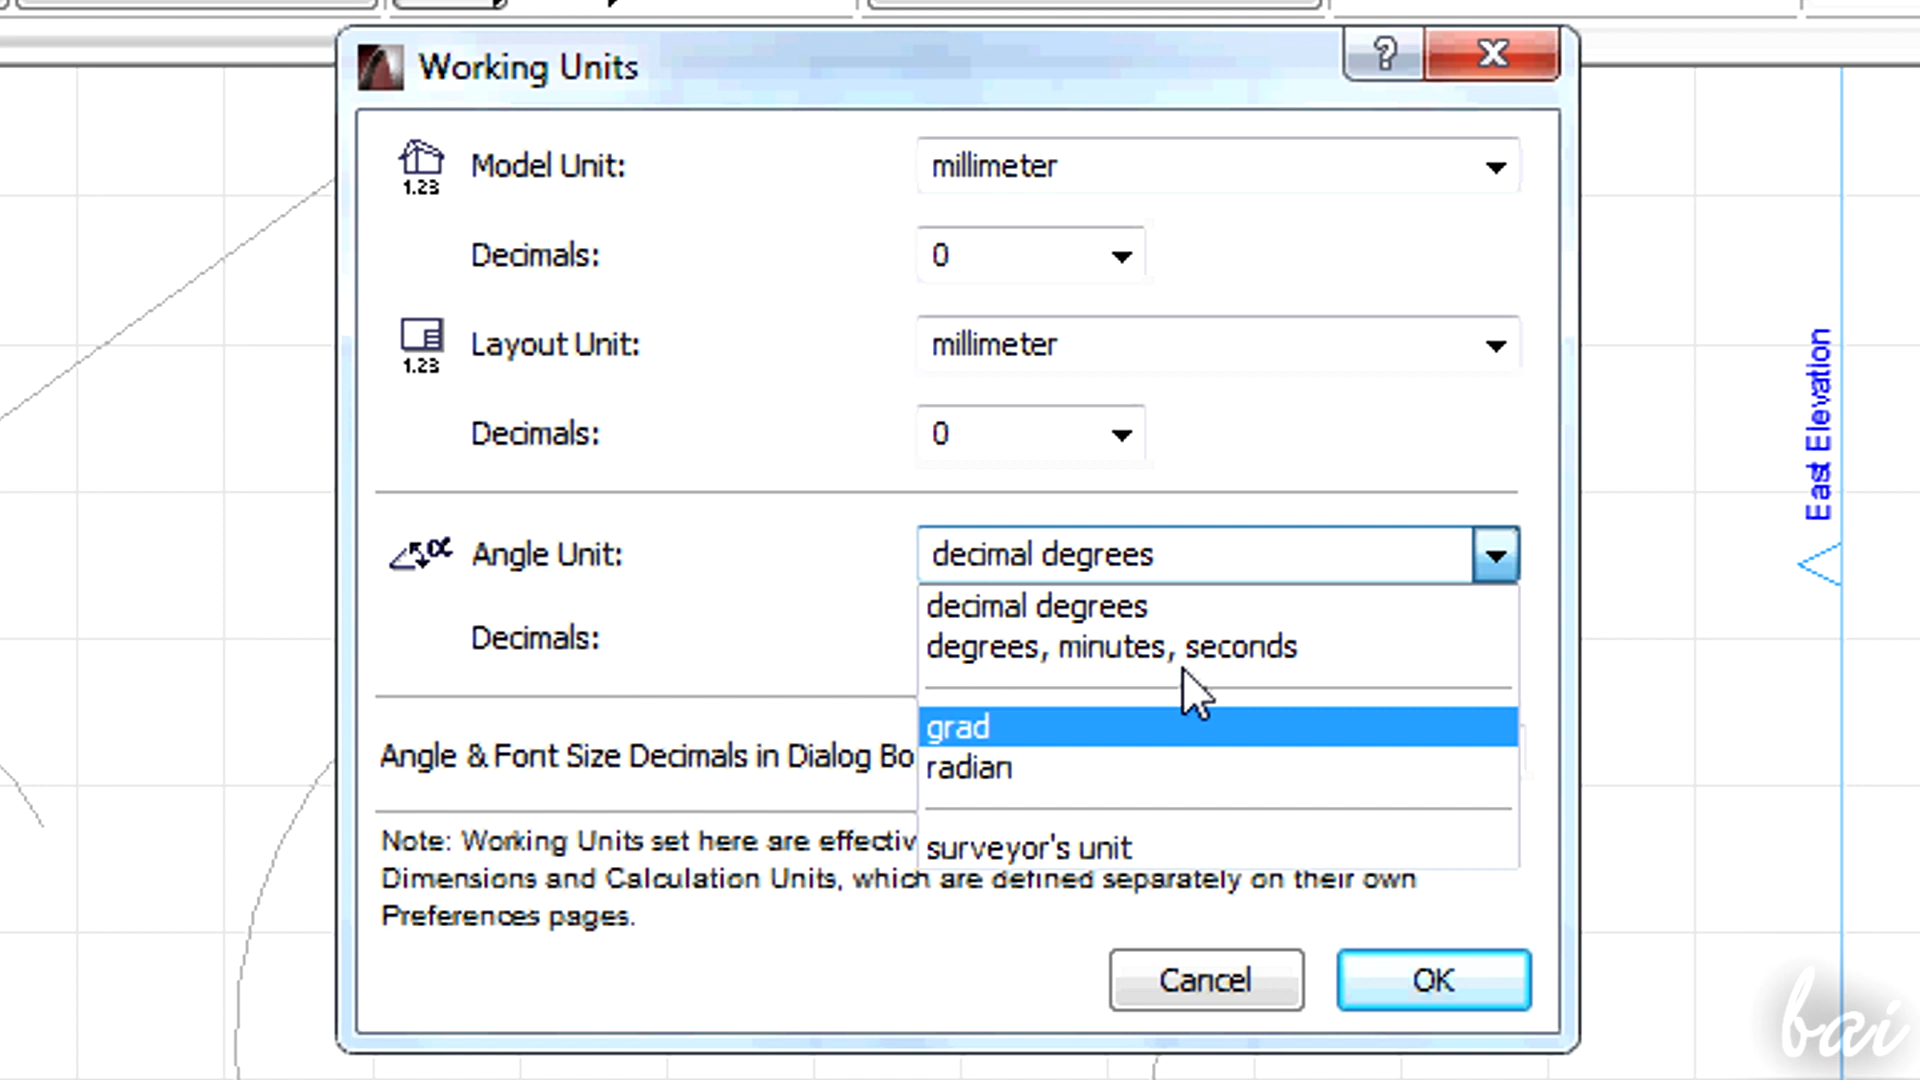 Working Units
?
X
1.23
Model Unit:
millimeter
Decimals:
0
1.23
Layout Unit:
millimeter
Decimals:
0
α
Angle Unit:
decimal degrees
decimal degrees
degrees, minutes, seconds
grad
radian
surveyor's unit
Decimals:
Angle & Font Size Decimals in Dialog Bo
Note: Working Units set here are effectiv
Dimensions and Calculation Units, which are defined separately on their own
Preferences pages.
Cancel
OK
East Elevation
bai